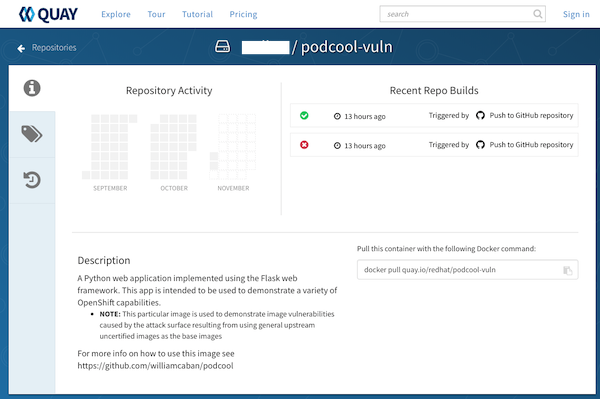 QUAY Explore Tour Tutorial Pricing search Sign in
Repositories / podcool-vuln
Repository Activity
SEPTEMBER OCTOBER NOVEMBER
Recent Repo Builds
13 hours ago Triggered by Push to GitHub repository
13 hours ago Triggered by Push to GitHub repository
Description
A Python web application implemented using the Flask web
framework. This app is intended to be used to demonstrate a variety of
OpenShift capabilities.
• NOTE: This particular image is used to demonstrate image vulnerabilities
caused by the attack surface resulting from using general upstream
uncertified images as the base images
For more info on how to use this image see
https://github.com/williamcaban/podcool
Pull this container with the following Docker command:
docker pull quay.io/redhat/podcool-vuln